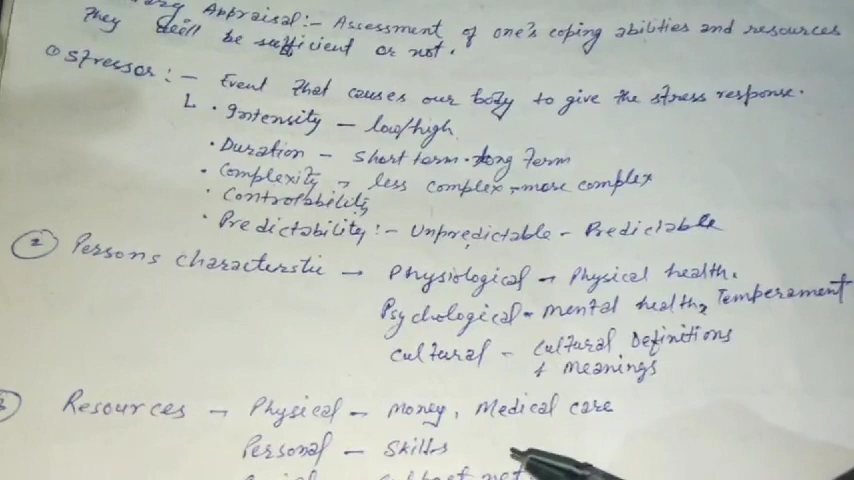 Appraisal:- Assessment of one's coping abilities and resources
They will be sufficient or not.
① Stressor :- Event that causes our body to give the stress response.
Intensity - low/high
Duration - Short term. long Term
Complexity → less complex, more complex
Controlability
Predictability :- Unpredictable - Predictable
② Persons characterstic → Physiological → Physical health.
Psychological = mental health, Temperament
Cultural - Cultural Definitions
+ Meanings
Resources → Physical - Money, Medical care
Personal - Skills